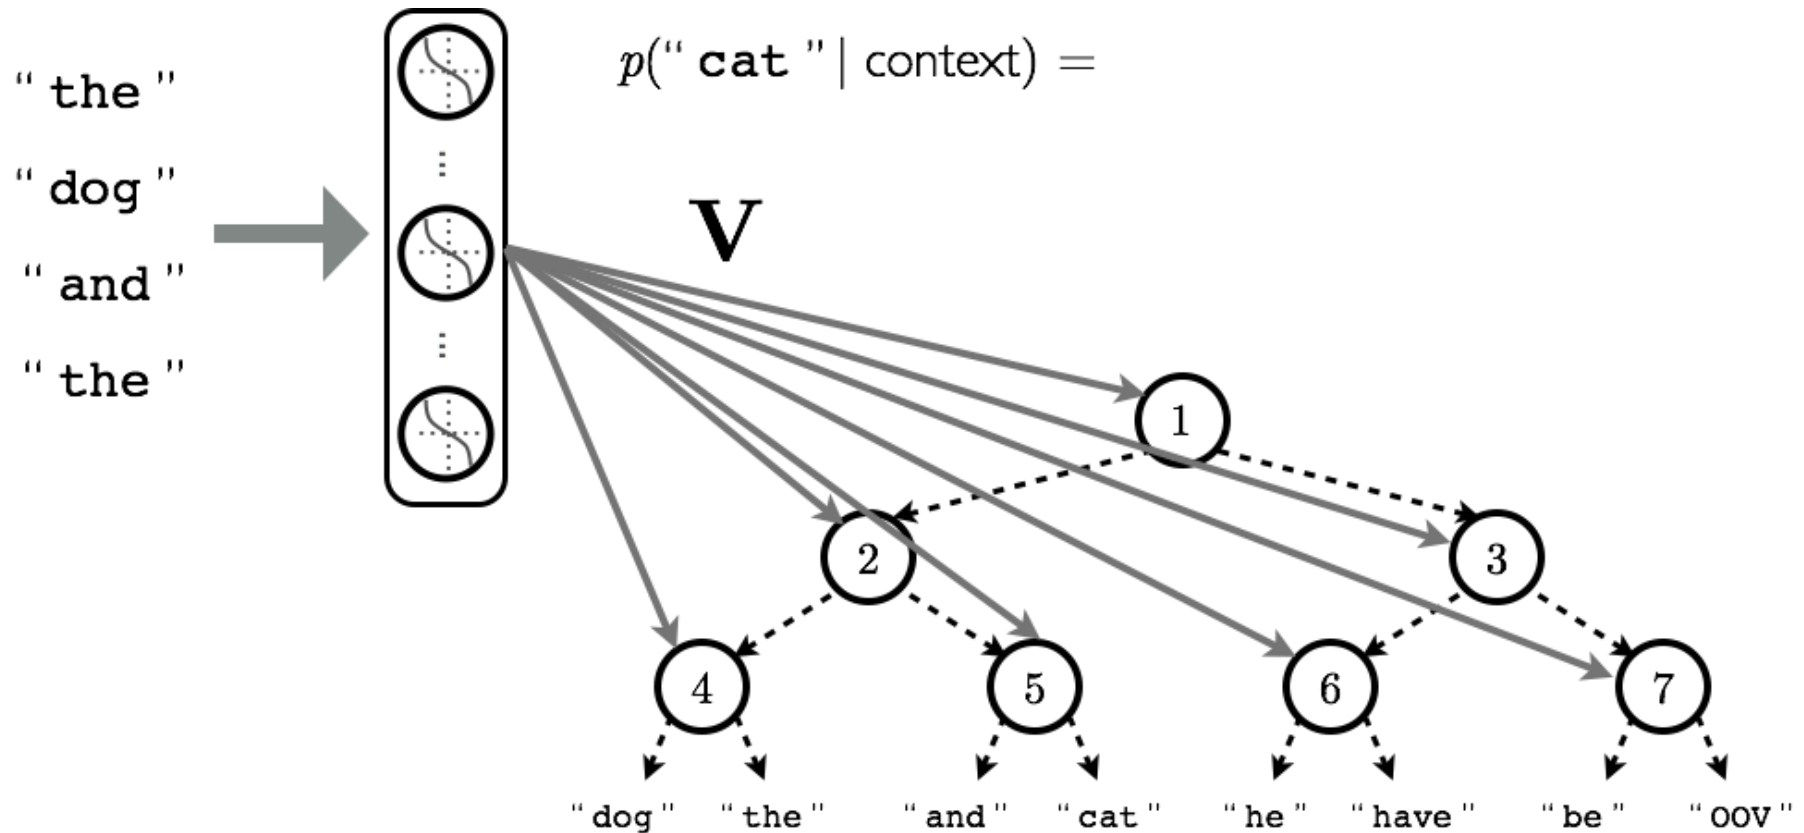 “ the ”
“ dog ”
“ and ”
“ the ”
p(“ cat ” | context) =
V
1
2
3
4
5
6
7
“ dog ” “ the ” “ and ” “ cat ” “ he ” “ have ” “ be ” “ OOV ”